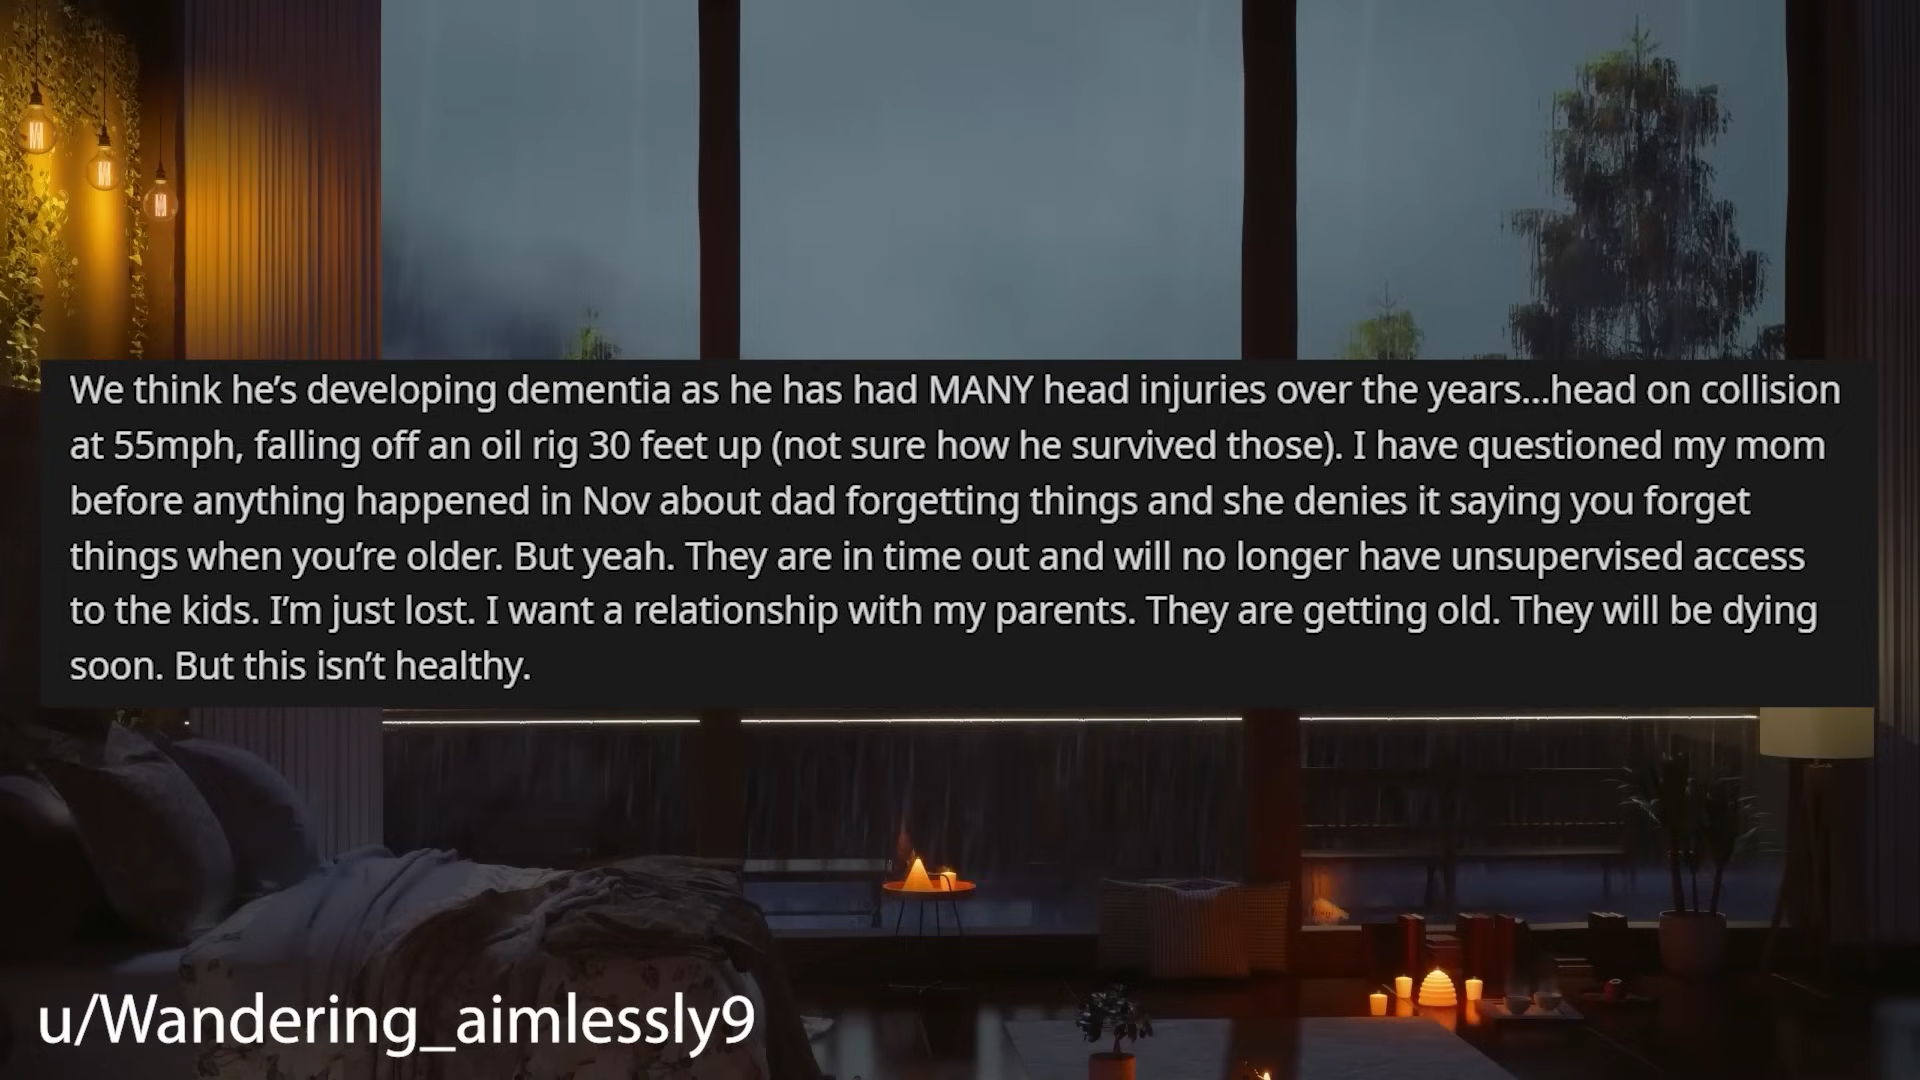 We think he’s developing dementia as he has had MANY head injuries over the years...head on collision
at 55mph, falling off an oil rig 30 feet up (not sure how he survived those). I have questioned my mom
before anything happened in Nov about dad forgetting things and she denies it saying you forget
things when you’re older. But yeah. They are in time out and will no longer have unsupervised access
to the kids. I’m just lost. I want a relationship with my parents. They are getting old. They will be dying
soon. But this isn’t healthy.
u/Wandering_aimlessly9